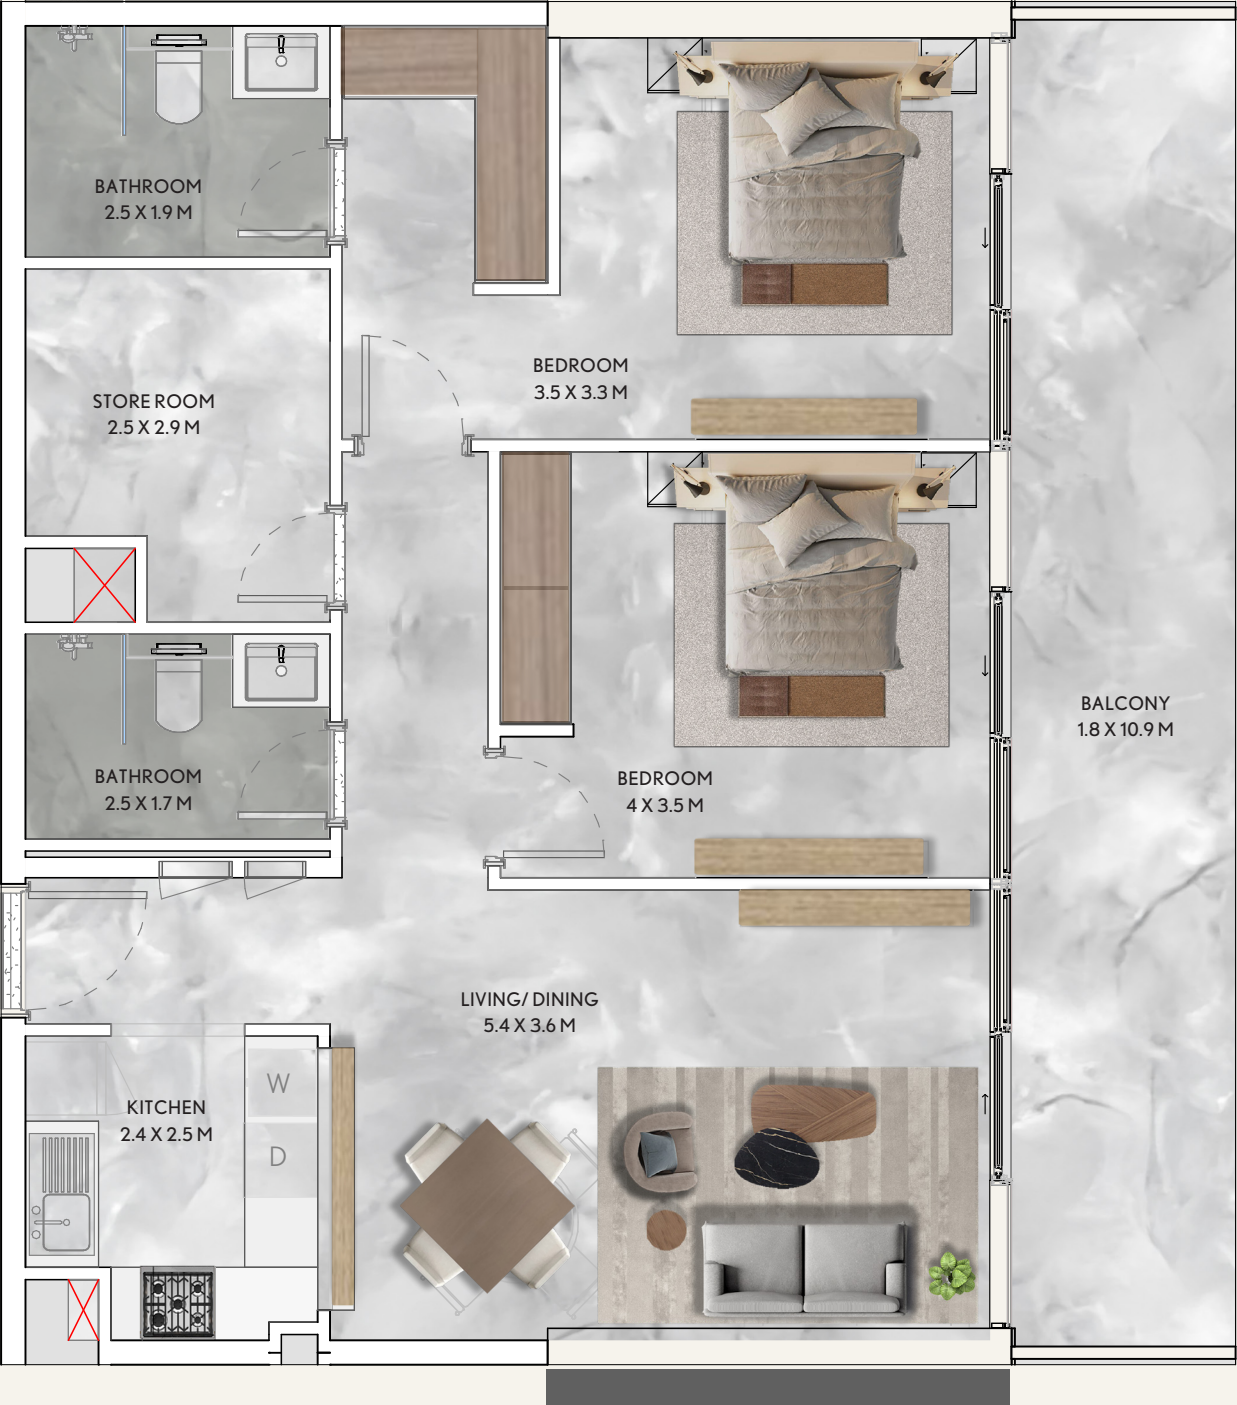 BATHROOM
2.5 X 1.9 M
STORE ROOM
2.5 X 2.9 M
BEDROOM
3.5 X 3.3 M
BALCONY
1.8 X 10.9 M
BATHROOM
2.5 X 1.7 M
BEDROOM
4 X 3.5 M
LIVING/ DINING
5.4 X 3.6 M
KITCHEN
2.4 X 2.5 M
W
D